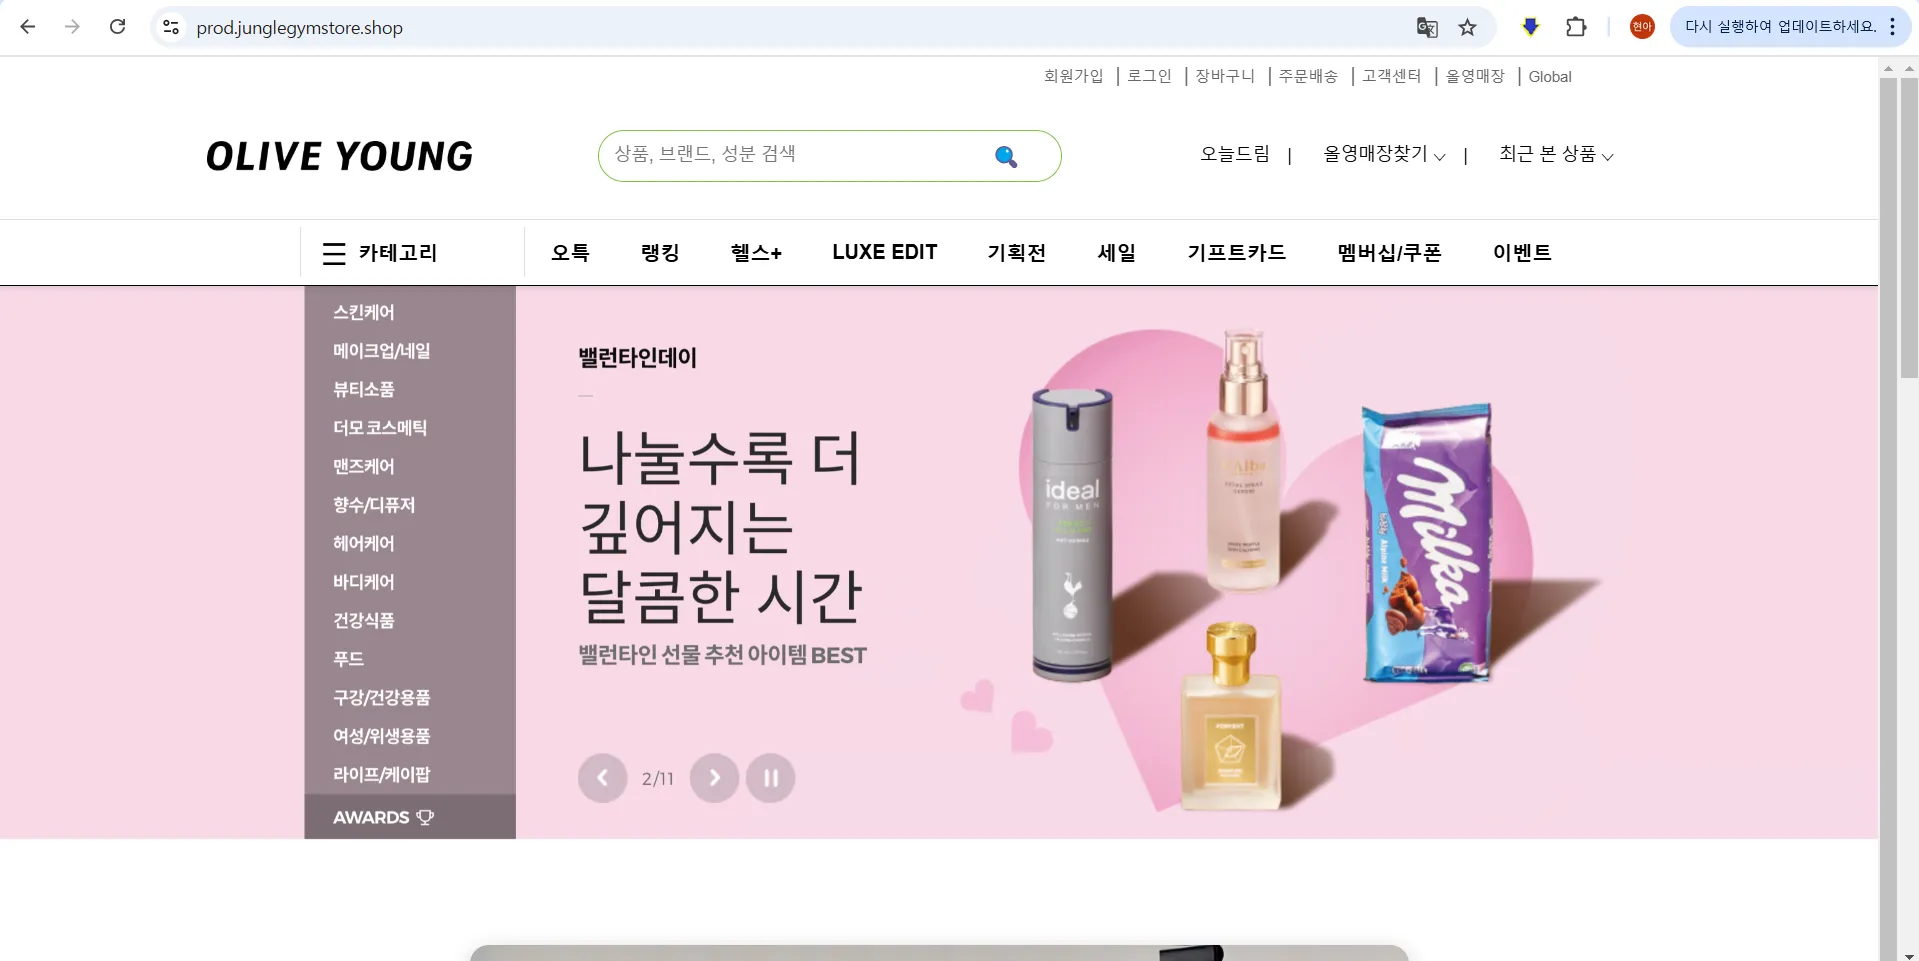 prod.junglegymstore.shop
현아
다시 실행하여 업데이트하세요.
회원가입 | 로그인 | 장바구니 | 주문배송 | 고객센터 | 올영매장 | Global
OLIVE YOUNG
상품, 브랜드, 성분 검색
오늘드림 | 올영매장찾기 | 최근 본 상품
카테고리
오특 랭킹 헬스+ LUXE EDIT 기획전 세일 기프트카드 멤버십/쿠폰 이벤트
스킨케어
메이크업/네일
뷰티소품
더모 코스메틱
맨즈케어
향수/디퓨저
헤어케어
바디케어
건강식품
푸드
구강/건강용품
여성/위생용품
라이프/케이팝
AWARDS
밸런타인데이
나눌수록 더
깊어지는
달콤한 시간
밸런타인 선물 추천 아이템 BEST
2/11
ideal
FOR MEN
Milka
Alpine Milk